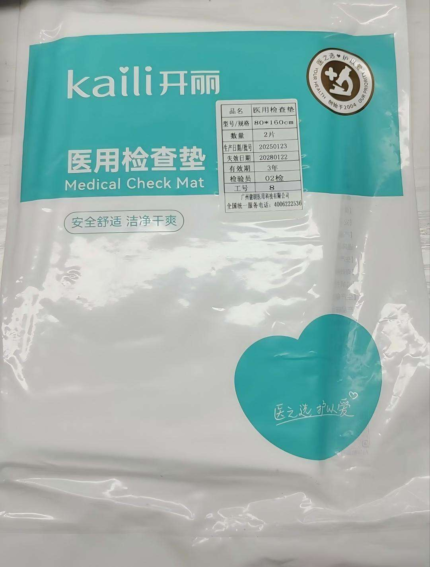 kaili开丽
医用检查垫
Medical Check Mat
安全舒适 洁净干爽
品名 医用检查垫
型号/规格 80*160cm
数量 2片
生产日期/批号 20250123
失效日期 20280122
有效期 3年
检验员 02检
工号 8
医之选 护以爱